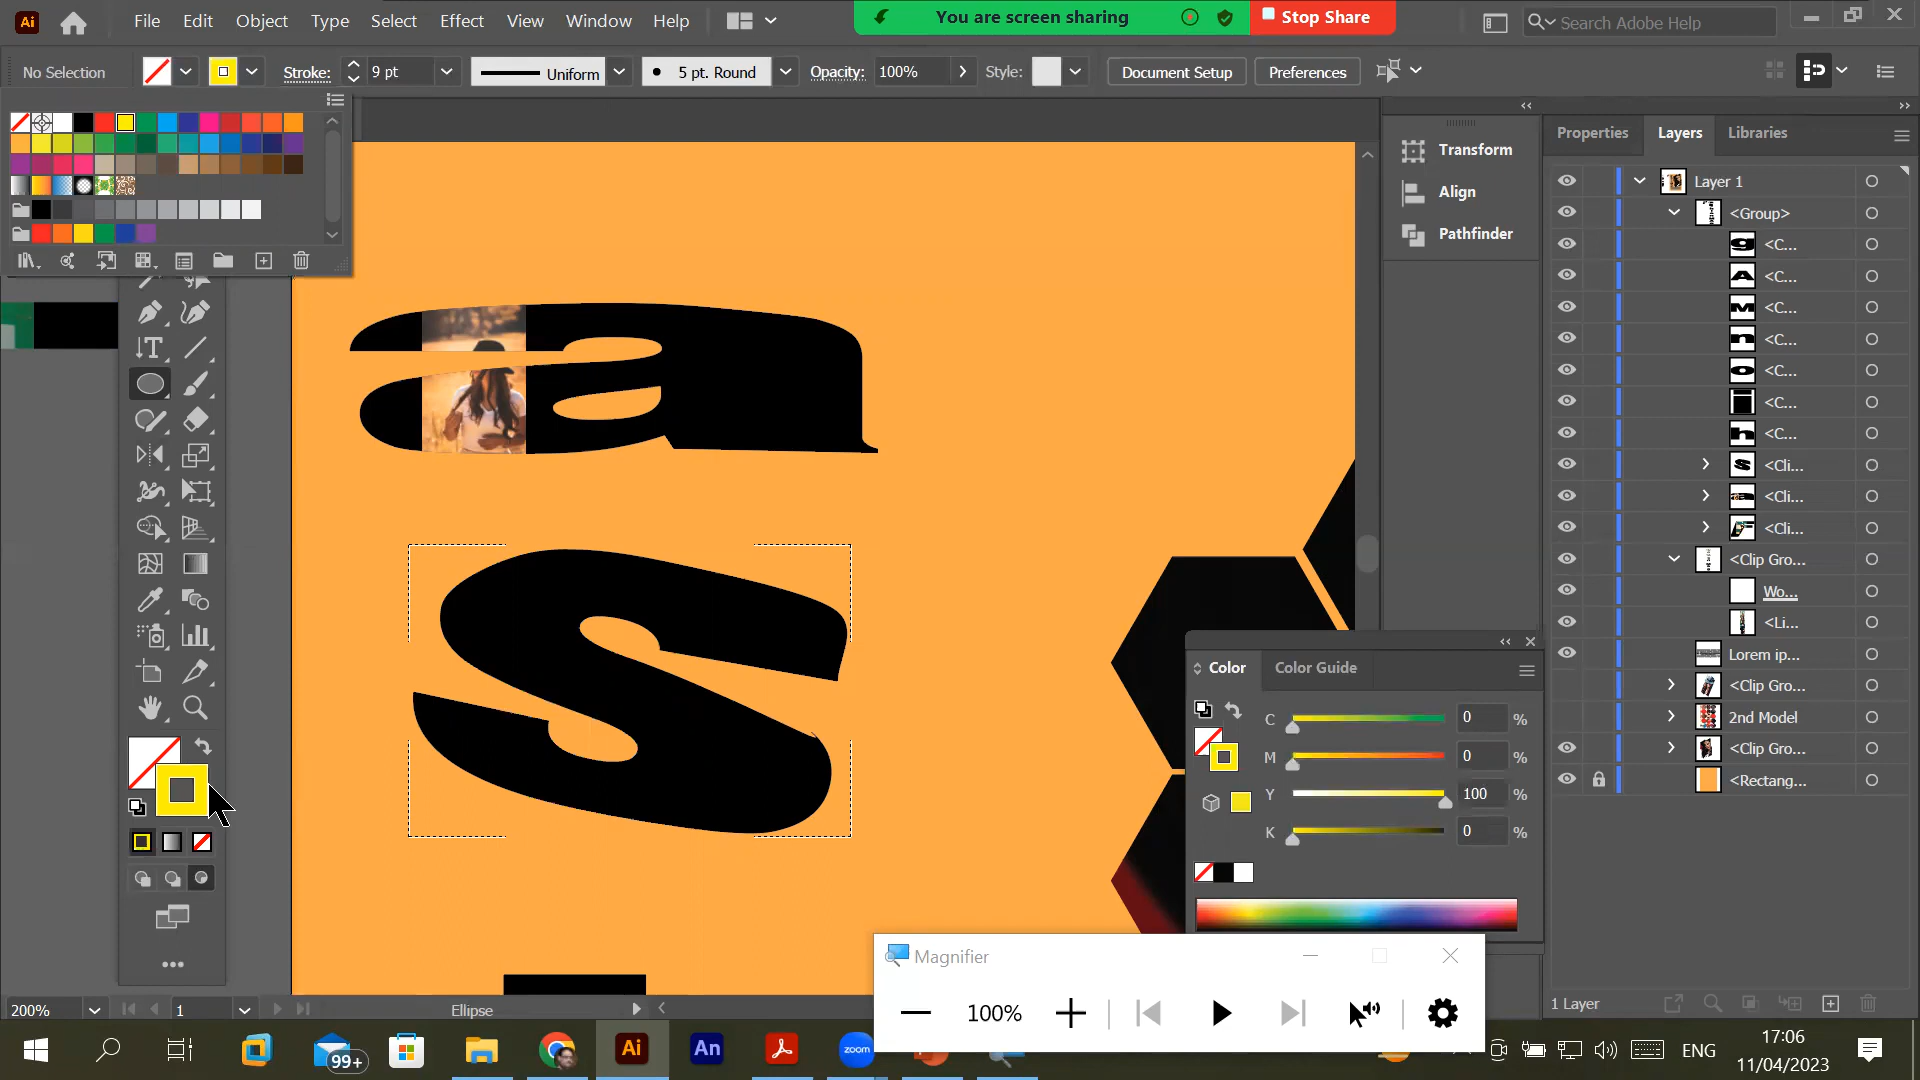 Ai File Edit Object Type Select Effect View Window Help
You are screen sharing
Stop Share
Search Adobe Help
No Selection
Stroke: 9 pt
Uniform
5 pt. Round
Opacity: 100%
Style:
Document Setup
Preferences
Transform
Align
Pathfinder
Properties Layers Libraries
Layer 1
<Group>
<C...
<C...
<C...
<C...
<C...
<C...
<C...
<Cli...
<Cli...
<Cli...
<Clip Gro...
Wo...
<Li...
Lorem ip...
<Clip Gro...
2nd Model
<Clip Gro...
<Rectang...
a
s
Color Color Guide
C 0 %
M 0 %
Y 100 %
K 0 %
Magnifier
100%
200%
1
Ellipse
1 Layer
99+
Ai
An
zoom
ENG
17:06
11/04/2023